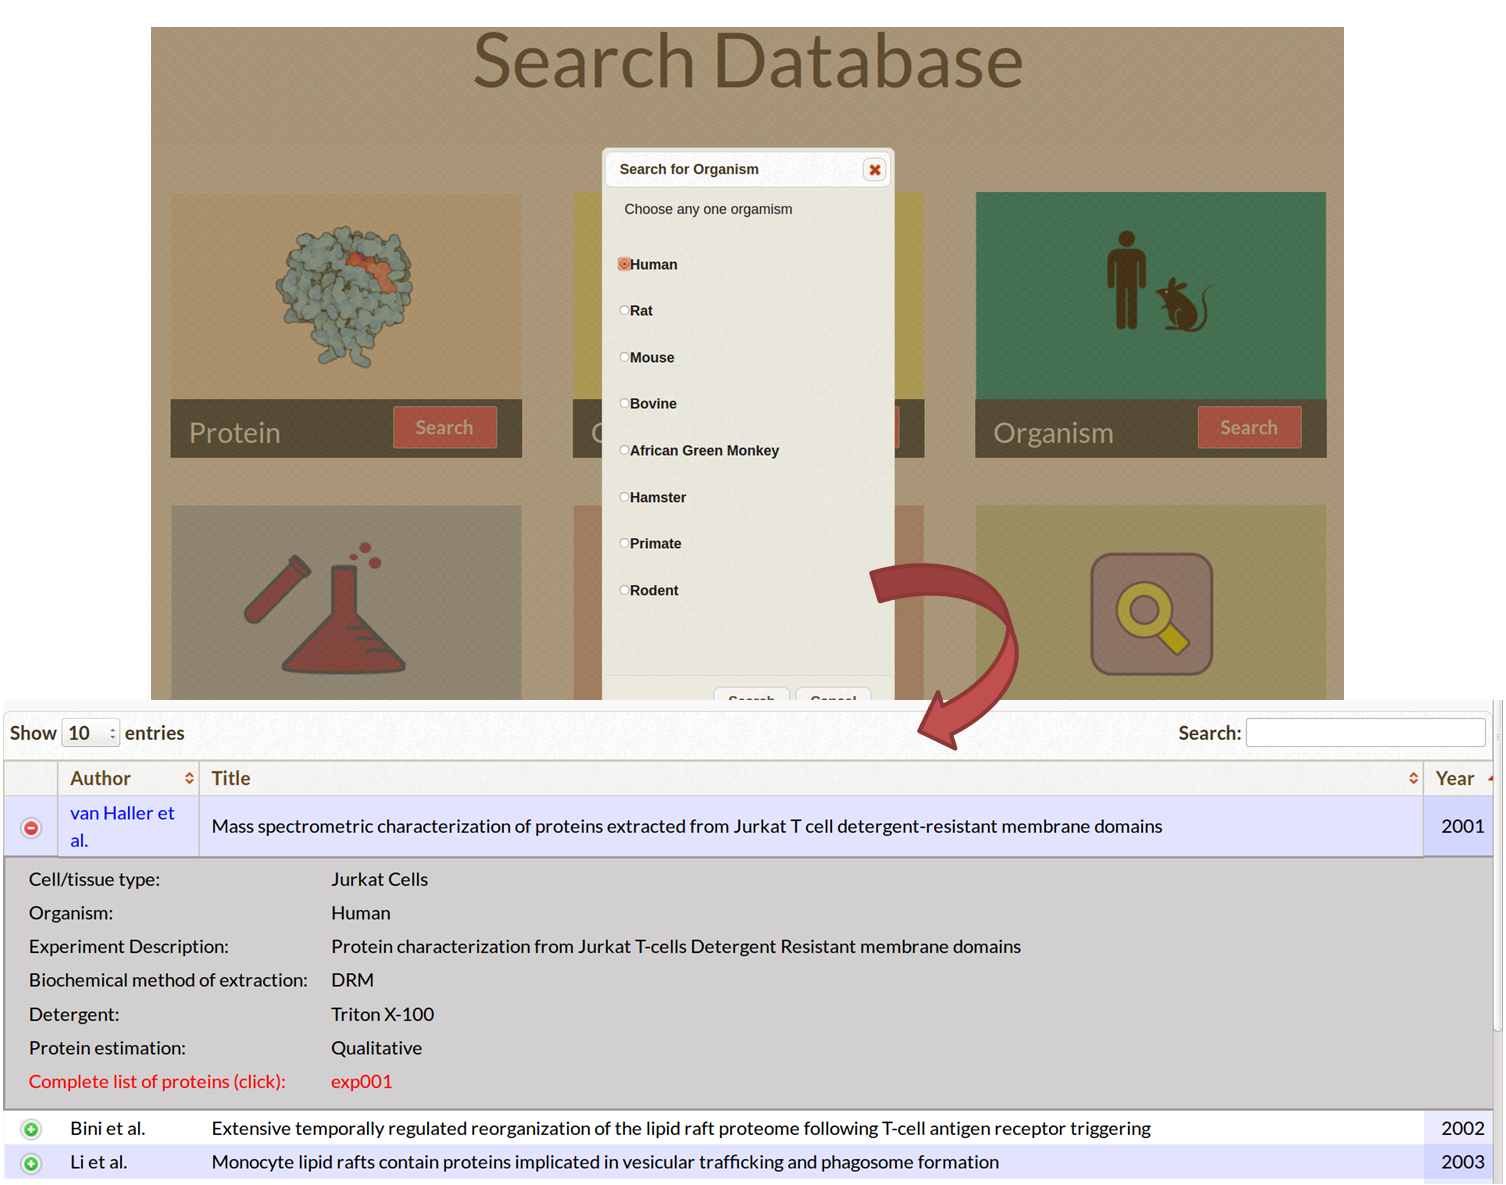 Search Database
Search for Organism
Choose any one orgamism
Human
Rat
Mouse
Bovine
African Green Monkey
Hamster
Primate
Rodent
Protein Search
Organism Search
Search Cancel
Show 10 entries Search:
Author Title Year
van Haller et al. Mass spectrometric characterization of proteins extracted from Jurkat T cell detergent-resistant membrane domains 2001
Cell/tissue type: Jurkat Cells
Organism: Human
Experiment Description: Protein characterization from Jurkat T-cells Detergent Resistant membrane domains
Biochemical method of extraction: DRM
Detergent: Triton X-100
Protein estimation: Qualitative
Complete list of proteins (click): exp001
Bini et al. Extensive temporally regulated reorganization of the lipid raft proteome following T-cell antigen receptor triggering 2002
Li et al. Monocyte lipid rafts contain proteins implicated in vesicular trafficking and phagosome formation 2003